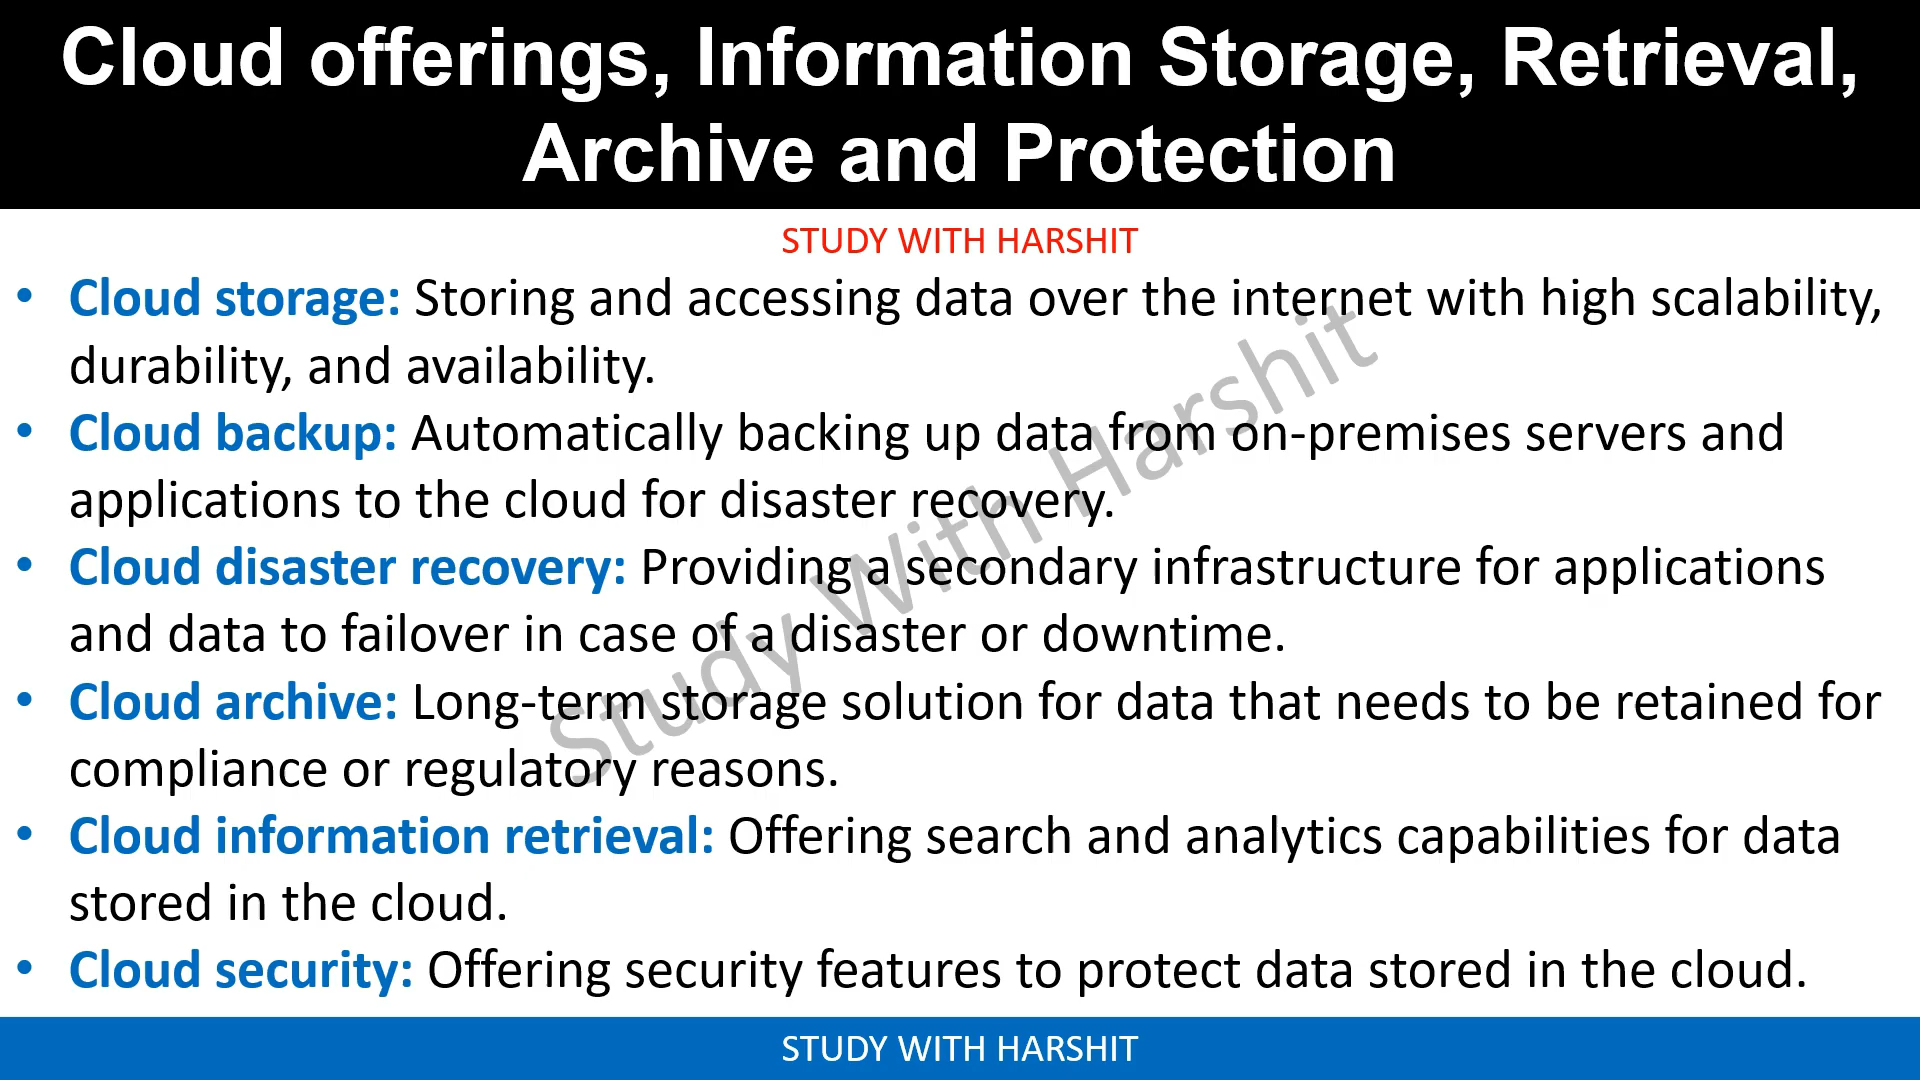 Cloud offerings, Information Storage, Retrieval,
Archive and Protection
STUDY WITH HARSHIT
• Cloud storage: Storing and accessing data over the internet with high scalability,
durability, and availability.
• Cloud backup: Automatically backing up data from on-premises servers and
applications to the cloud for disaster recovery.
• Cloud disaster recovery: Providing a secondary infrastructure for applications
and data to failover in case of a disaster or downtime.
• Cloud archive: Long-term storage solution for data that needs to be retained for
compliance or regulatory reasons.
• Cloud information retrieval: Offering search and analytics capabilities for data
stored in the cloud.
• Cloud security: Offering security features to protect data stored in the cloud.
Study With Harshit
STUDY WITH HARSHIT